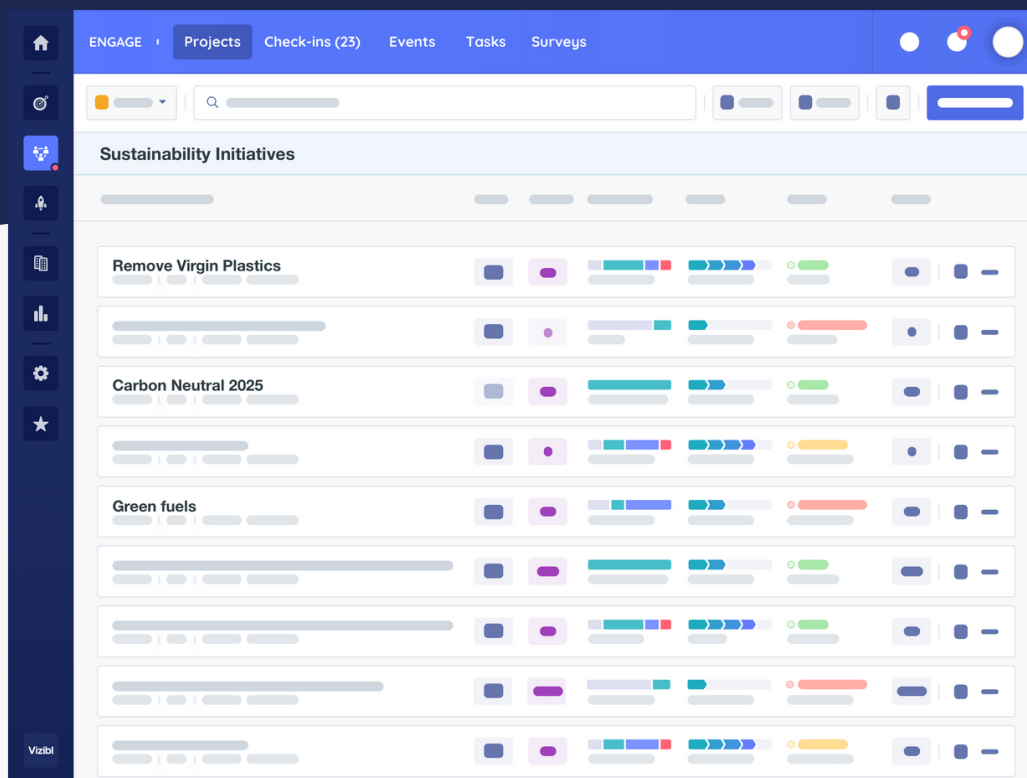 ENGAGE
Projects
Check-ins (23)
Events
Tasks
Surveys
Sustainability Initiatives
Remove Virgin Plastics
Carbon Neutral 2025
Green fuels
Vizibl